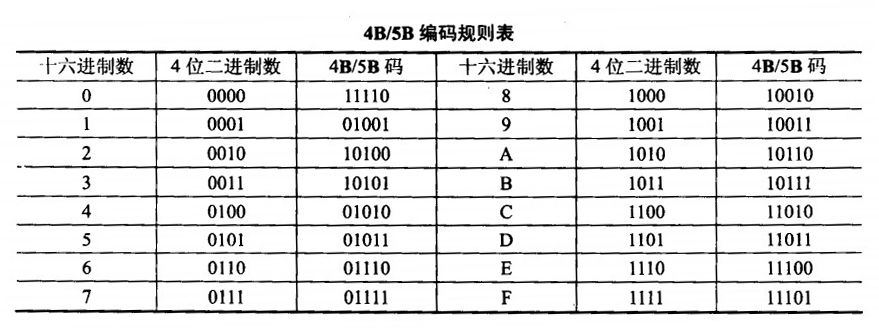 4B/5B 编码规则表
十六进制数 4 位二进制数 4B/5B 码 十六进制数 4 位二进制数 4B/5B 码
0 0000 11110 8 1000 10010
1 0001 01001 9 1001 10011
2 0010 10100 A 1010 10110
3 0011 10101 B 1011 10111
4 0100 01010 C 1100 11010
5 0101 01011 D 1101 11011
6 0110 01110 E 1110 11100
7 0111 01111 F 1111 11101